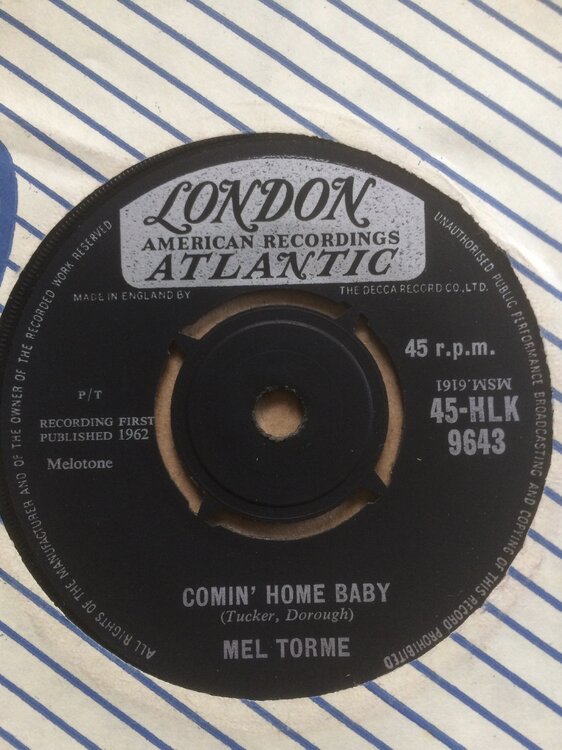 LONDON
AMERICAN RECORDINGS
ATLANTIC
MADE IN ENGLAND BY
THE DECCA RECORD CO., LTD.
ALL RIGHTS OF THE MANUFACTURER AND OF THE OWNER OF THE RECORDED WORK RESERVED
UNAUTHORISED PUBLIC PERFORMANCE BROADCASTING AND COPYING OF THIS RECORD PROHIBITED
45 r.p.m.
P/T
RECORDING FIRST
PUBLISHED 1962
Melotone
MSM.6161
45-HLK
9643
COMIN' HOME BABY
(Tucker, Dorough)
MEL TORME